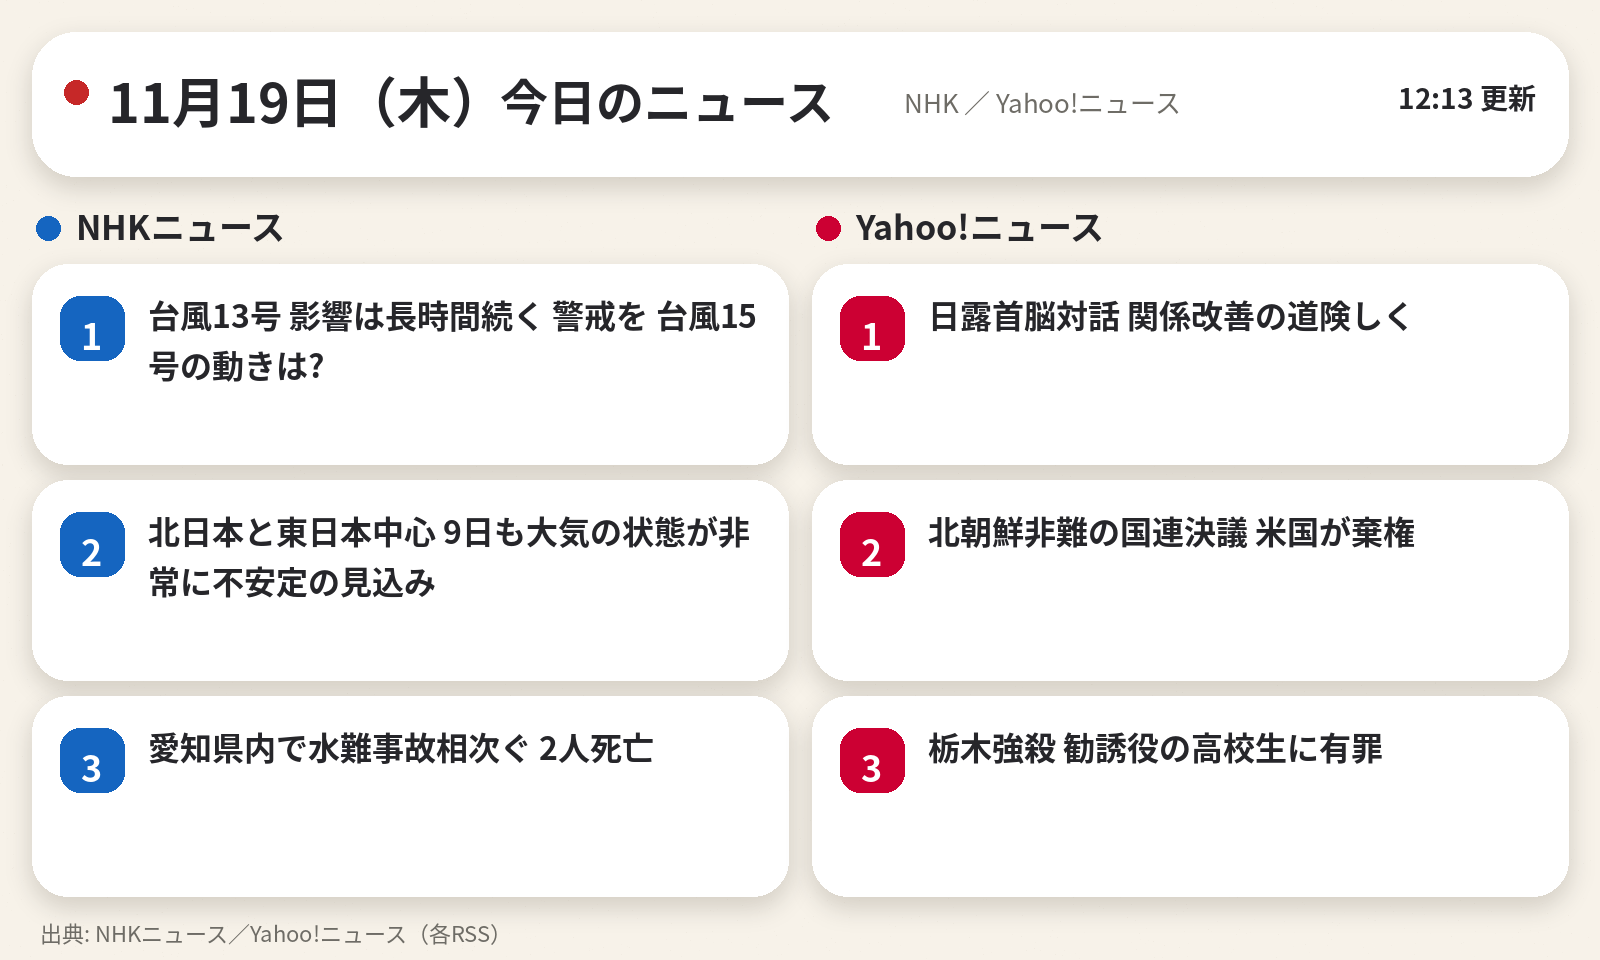 11月19日（木）今日のニュース
NHK ／ Yahoo!ニュース
12:13 更新
NHKニュース
1
台風13号 影響は長時間続く 警戒を 台風15
号の動きは?
2
北日本と東日本中心 9日も大気の状態が非
常に不安定の見込み
3
愛知県内で水難事故相次ぐ 2人死亡
Yahoo!ニュース
1
日露首脳対話 関係改善の道険しく
2
北朝鮮非難の国連決議 米国が棄権
3
栃木強殺 勧誘役の高校生に有罪
出典: NHKニュース／Yahoo!ニュース（各RSS）